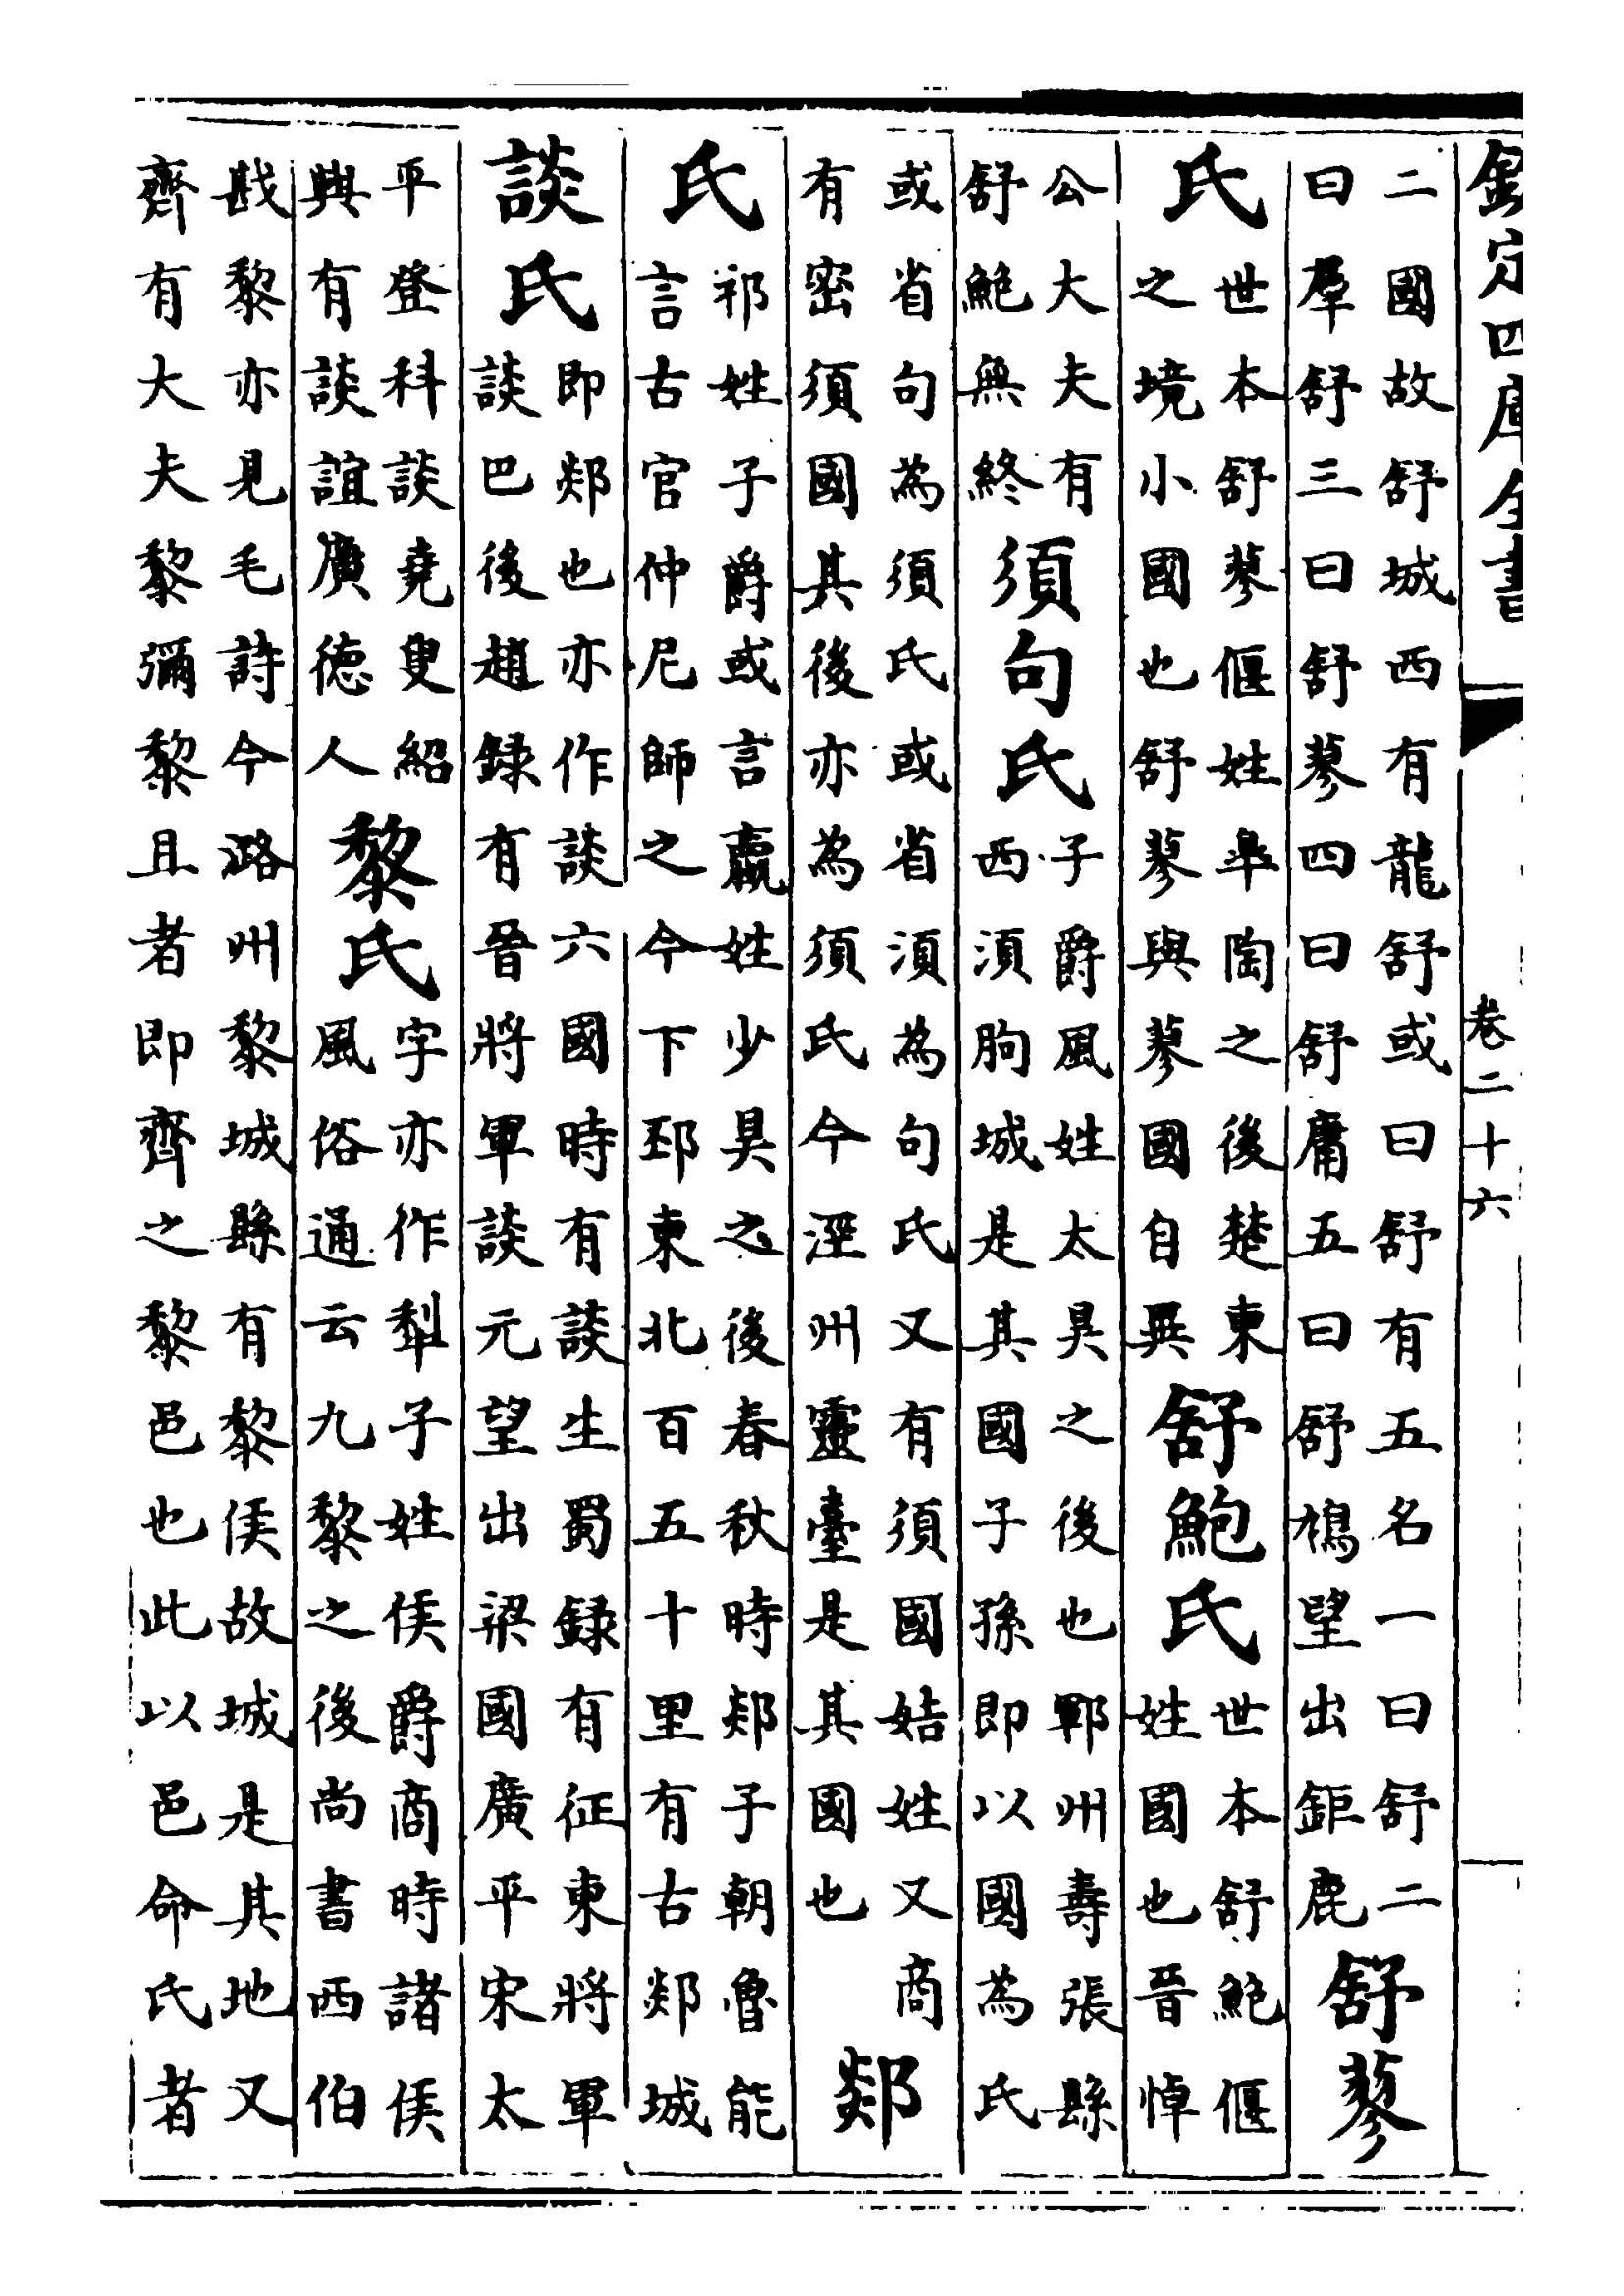 欽定四庫全書
卷二十六
二國故舒城西有龍舒或曰舒有五名一曰舒二
曰羣舒三曰舒蓼四曰舒庸五曰舒鳩望出鉅鹿
舒蓼
氏
世本舒蓼偃姓臯陶之後楚東
之境小國也舒蓼與蓼國自異
舒鮑氏
世本舒鮑偃
姓國也晉悼
公大夫有
舒鮑無終
須句氏
子爵風姓太昊之後也鄆州壽張縣
西湏朐城是其國子孫即以國為氏
或省句為須氏或省湏為句氏又有須國姞姓又商
有密須國其後亦為須氏今涇州靈臺是其國也
郯
氏
祁姓子爵或言嬴姓少昊之後春秋時郯子朝魯能
言古官仲尼師之今下邳東北百五十里有古郯城
談氏
即郯也亦作談六國時有談生蜀録有征東將軍
談巴後趙録有晉將軍談元望出梁國廣平宋太
平登科談堯叟紹
興有談誼廣德人
黎氏
字亦作犂子姓侯爵商時諸侯
風俗通云九黎之後尚書西伯
戡黎亦見毛詩今潞州黎城縣有黎侯故城是其地又
齊有大夫黎彌黎且者即齊之黎邑也此以邑命氏者